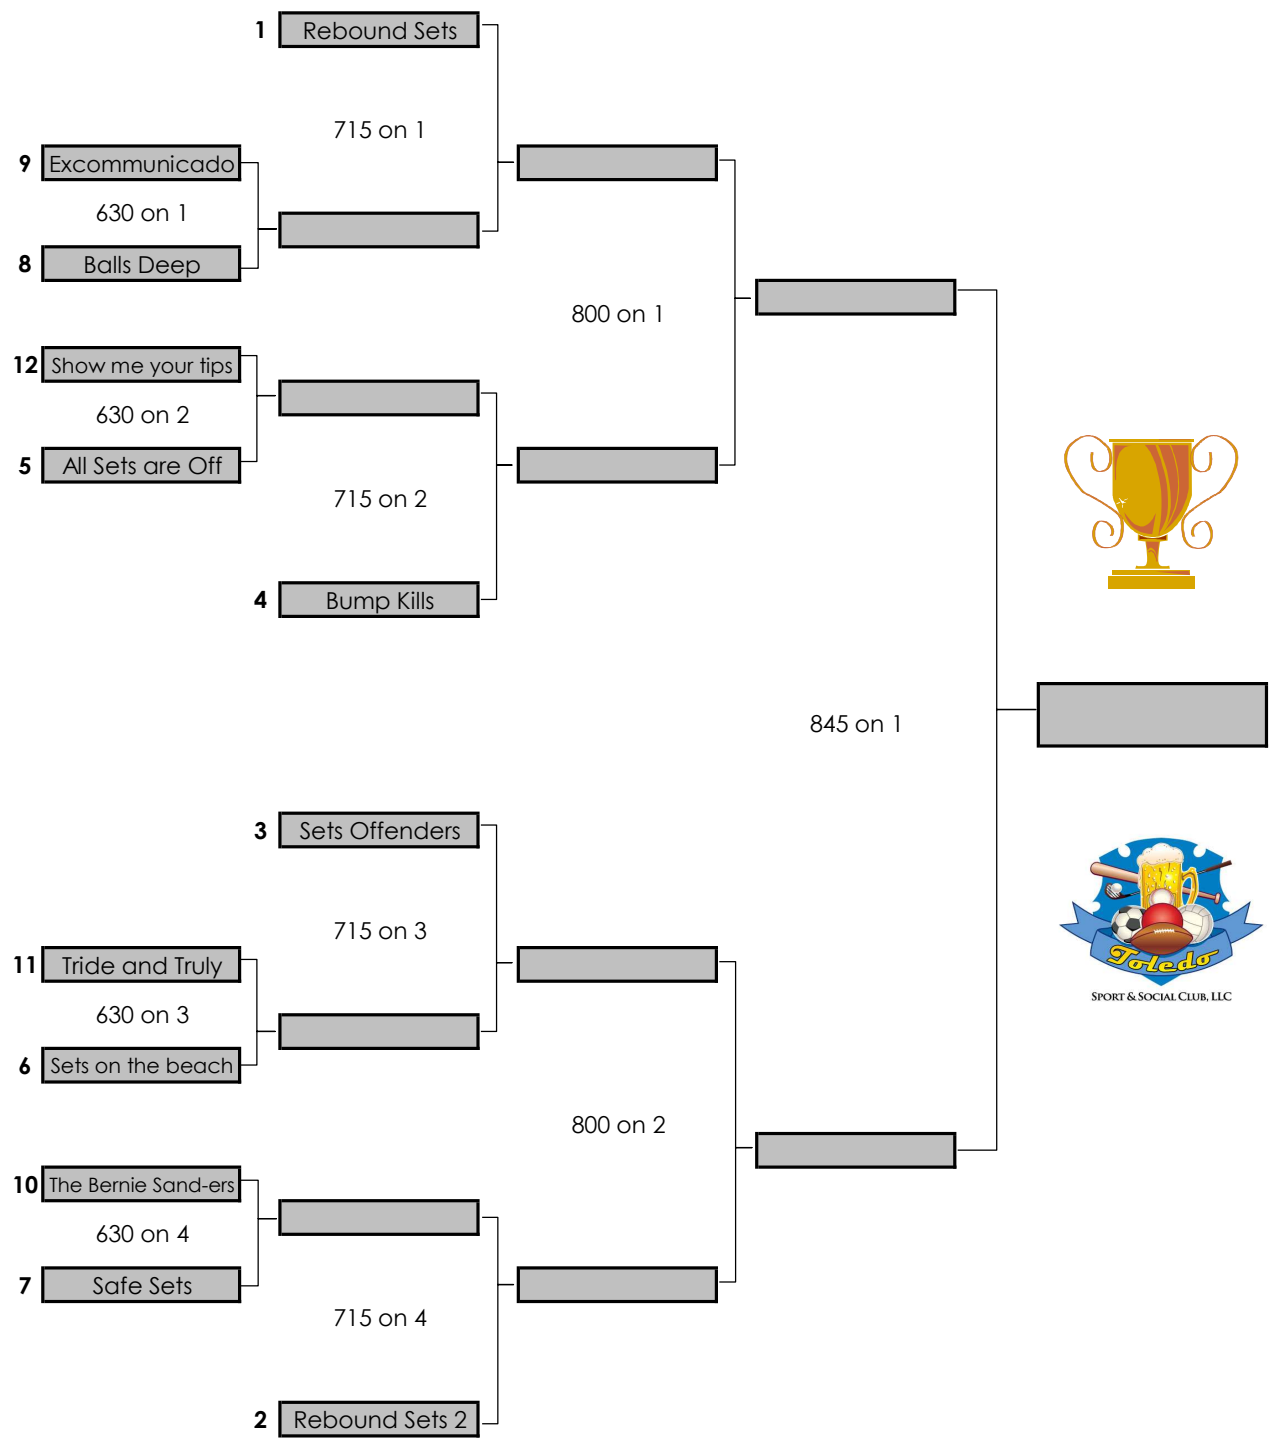 1 Rebound Sets
715 on 1
9 Excommunicado
630 on 1
8 Balls Deep
800 on 1
12 Show me your tips
630 on 2
5 All Sets are Off
715 on 2
4 Bump Kills
845 on 1
3 Sets Offenders
715 on 3
11 Tride and Truly
630 on 3
6 Sets on the beach
800 on 2
10 The Bernie Sand-ers
630 on 4
7 Safe Sets
715 on 4
2 Rebound Sets 2
Toledo
SPORT & SOCIAL CLUB, LLC